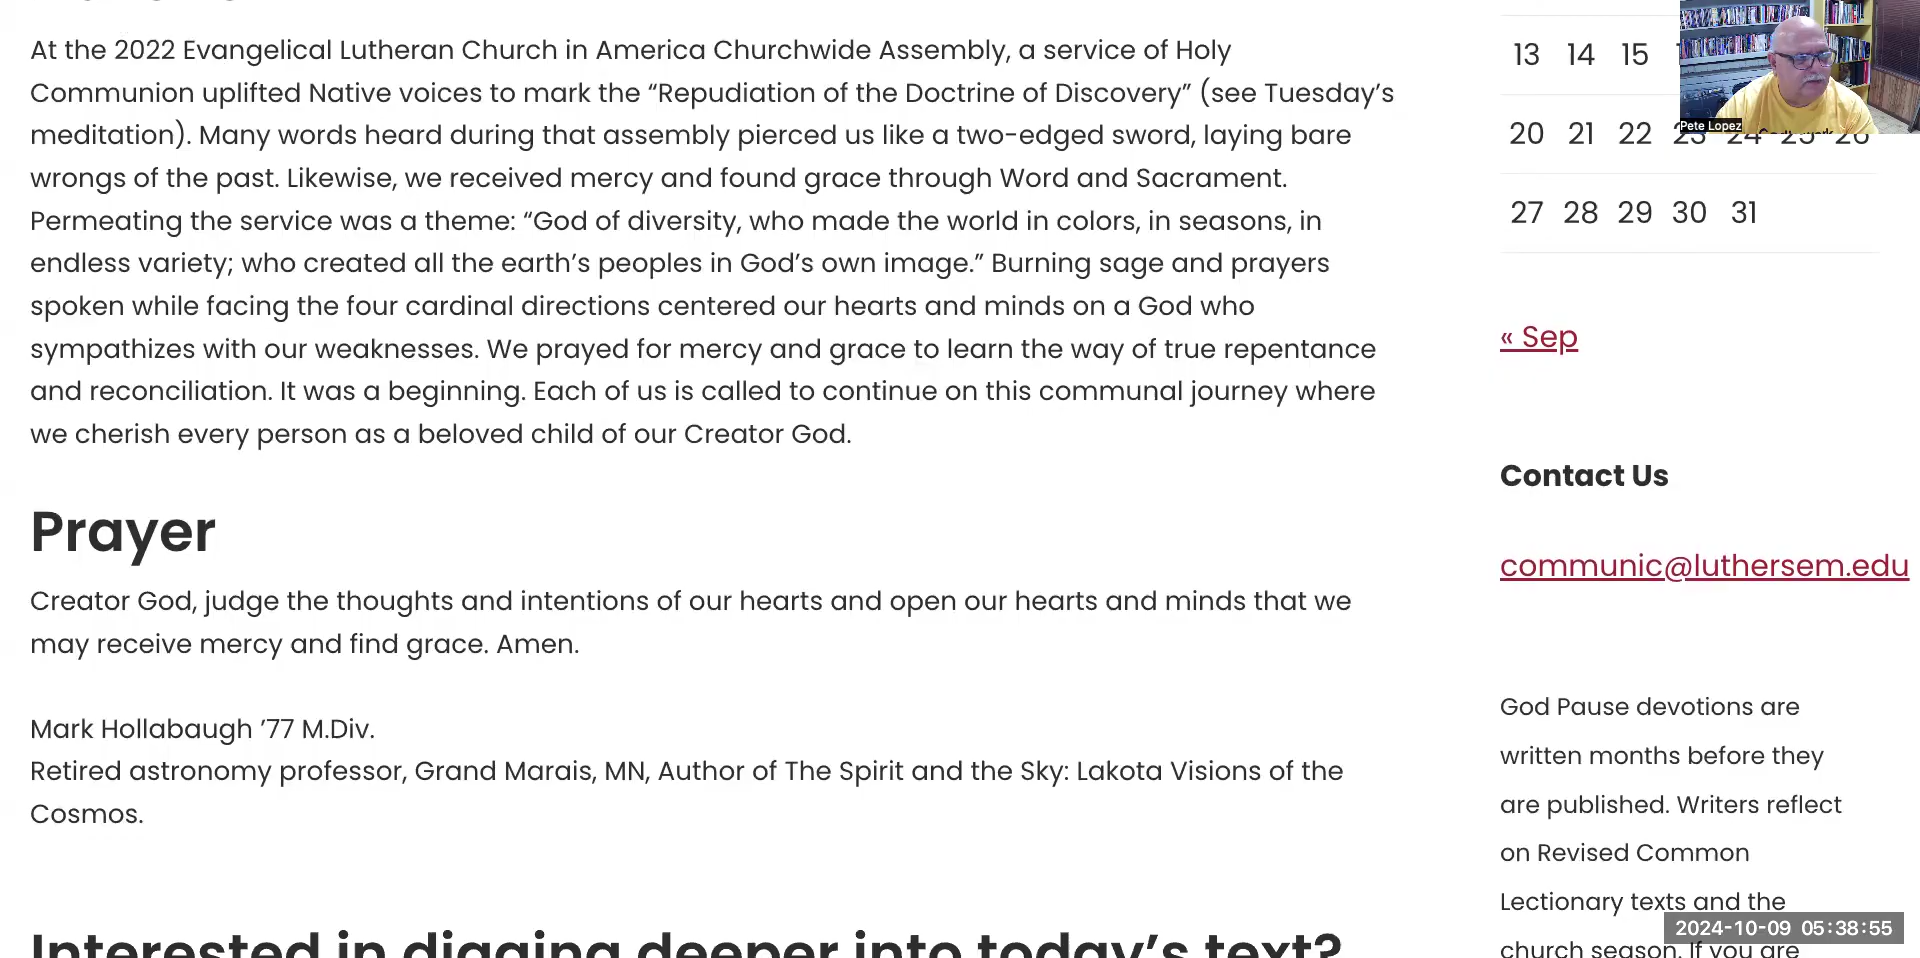 At the 2022 Evangelical Lutheran Church in America Churchwide Assembly, a service of Holy
Communion uplifted Native voices to mark the “Repudiation of the Doctrine of Discovery” (see Tuesday’s
meditation). Many words heard during that assembly pierced us like a two-edged sword, laying bare
wrongs of the past. Likewise, we received mercy and found grace through Word and Sacrament.
Permeating the service was a theme: “God of diversity, who made the world in colors, in seasons, in
endless variety; who created all the earth’s peoples in God’s own image.” Burning sage and prayers
spoken while facing the four cardinal directions centered our hearts and minds on a God who
sympathizes with our weaknesses. We prayed for mercy and grace to learn the way of true repentance
and reconciliation. It was a beginning. Each of us is called to continue on this communal journey where
we cherish every person as a beloved child of our Creator God.
Prayer
Creator God, judge the thoughts and intentions of our hearts and open our hearts and minds that we
may receive mercy and find grace. Amen.
Mark Hollabaugh ’77 M.Div.
Retired astronomy professor, Grand Marais, MN, Author of The Spirit and the Sky: Lakota Visions of the
Cosmos.
Interested in digging deeper into today’s text?
13 14 15
20 21 22 23 24 25 26
27 28 29 30 31
« Sep
Contact Us
communic@luthersem.edu
God Pause devotions are
written months before they
are published. Writers reflect
on Revised Common
Lectionary texts and the
church season. If you are
Pete Lopez
2024-10-09 05:38:55